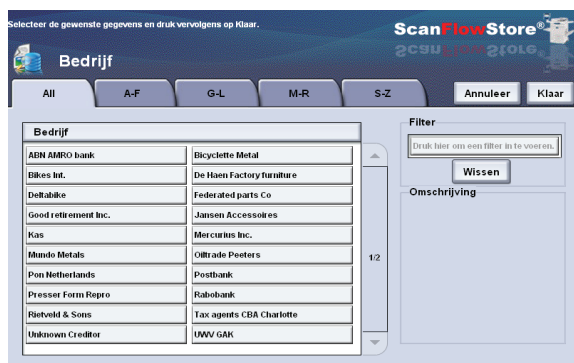 Selecteer de gewenste gegevens en druk vervolgens op Klaar.
ScanFlowStore®
Bedrijf
All
A-F
G-L
M-R
S-Z
Annuleer
Klaar
Bedrijf
ABN AMRO bank
Bicyclette Metal
Bikes Int.
De Haen Factory furniture
Deltabike
Federated parts Co
Good retirement Inc.
Jansen Accessoires
Kas
Mercurius Inc.
Mundo Metals
Oiltrade Peeters
Pon Netherlands
Postbank
Presser Form Repro
Rabobank
Rietveld & Sons
Tax agents CBA Charlotte
Unknown Creditor
UWV GAK
1/2
Filter
Druk hier om een filter in te voeren.
Wissen
Omschrijving